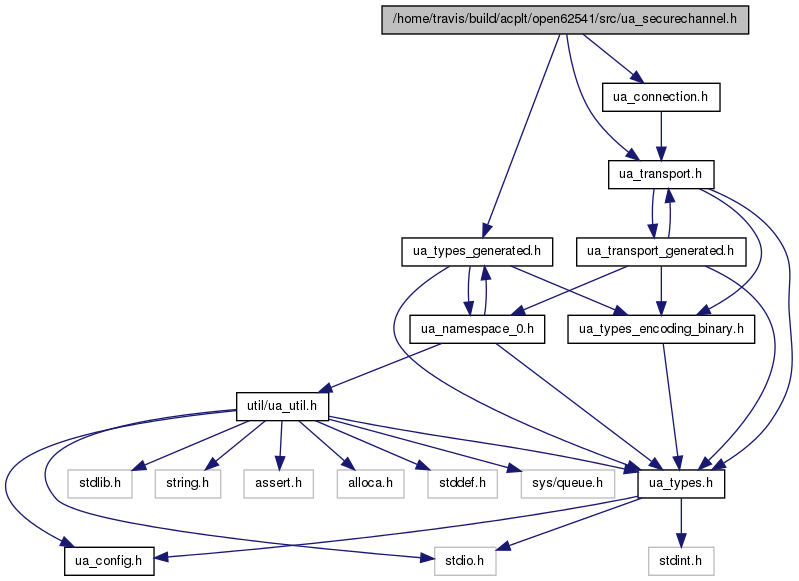 /home/travis/build/acplt/open62541/src/ua_securechannel.h
ua_connection.h
ua_transport.h
ua_types_generated.h
ua_transport_generated.h
ua_namespace_0.h
ua_types_encoding_binary.h
util/ua_util.h
stdlib.h
string.h
assert.h
alloca.h
stddef.h
sys/queue.h
ua_types.h
ua_config.h
stdio.h
stdint.h